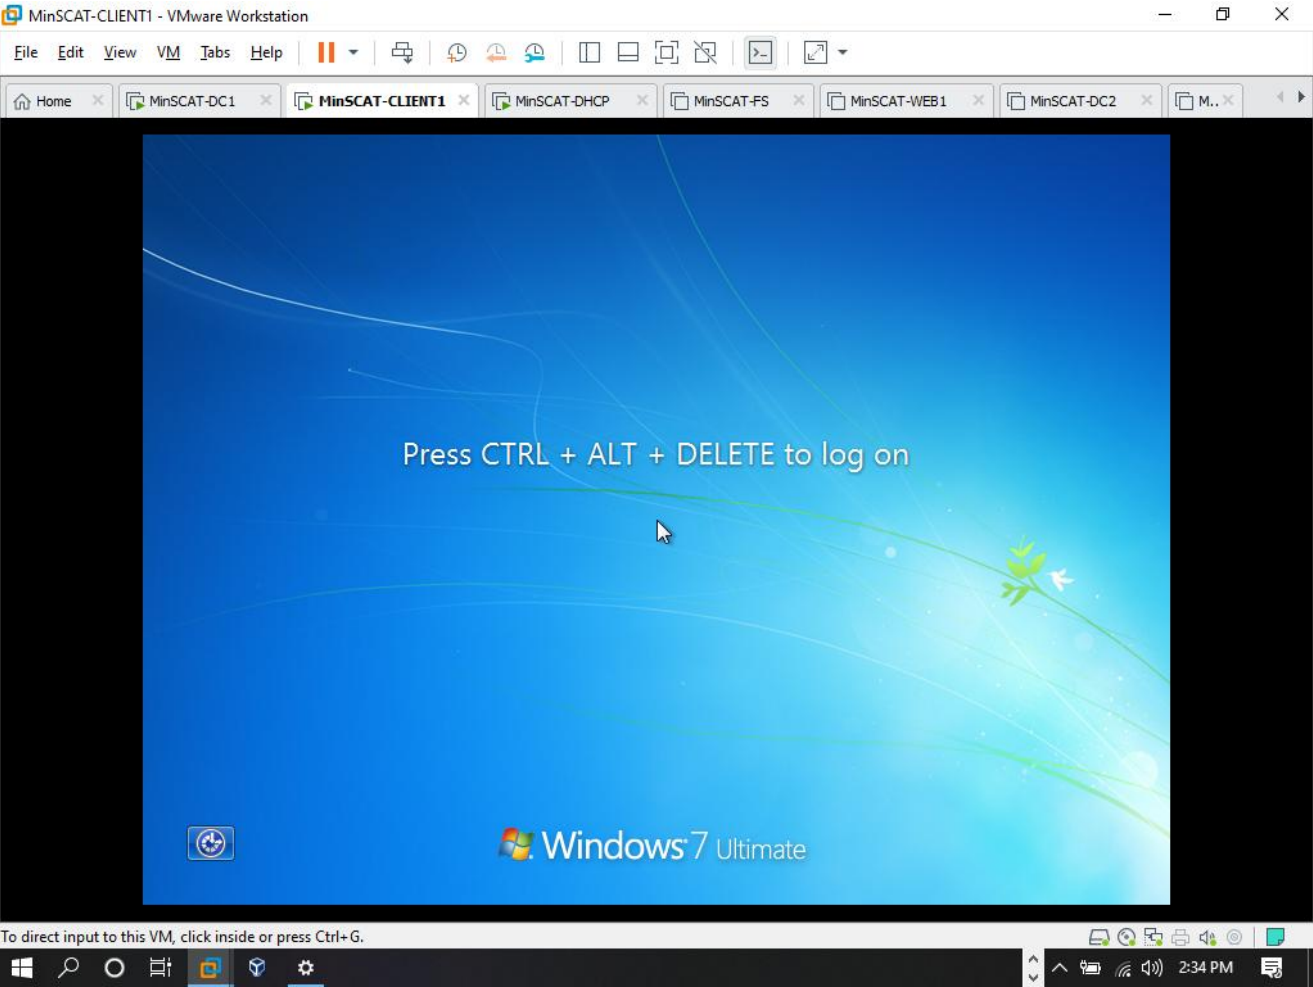 MinSCAT-CLIENT1 - VMware Workstation
File Edit View VM Tabs Help
Home MinSCAT-DC1 MinSCAT-CLIENT1 MinSCAT-DHCP MinSCAT-FS MinSCAT-WEB1 MinSCAT-DC2 M..
Press CTRL + ALT + DELETE to log on
Windows 7 Ultimate
To direct input to this VM, click inside or press Ctrl+G.
2:34 PM